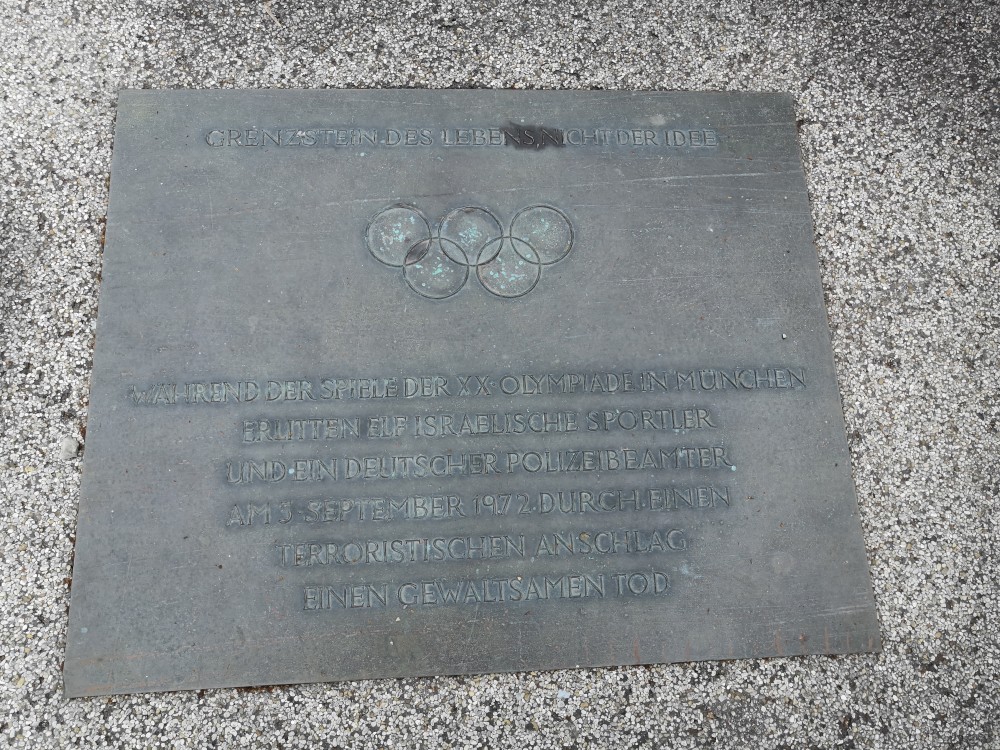 GRENZSTEIN DES LEBENS, NICHT DER IDEE
WÄHREND DER SPIELE DER XX·OLYMPIADE IN MÜNCHEN
ERLITTEN ELF ISRAELISCHE SPORTLER
UND EIN DEUTSCHER POLIZEIBEAMTER
AM 5·SEPTEMBER 1972 DURCH EINEN
TERRORISTISCHEN ANSCHLAG
EINEN GEWALTSAMEN TOD